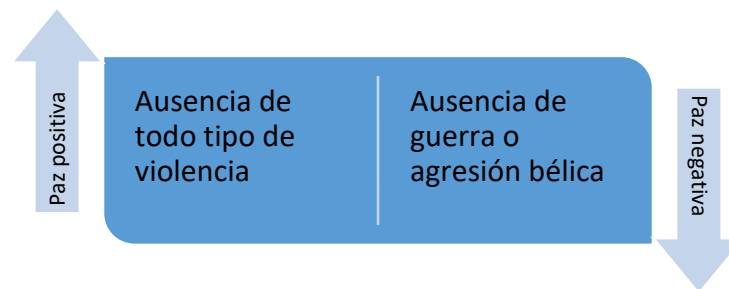 Paz positiva
Ausencia de
todo tipo de
violencia
Ausencia de
guerra o
agresión bélica
Paz negativa